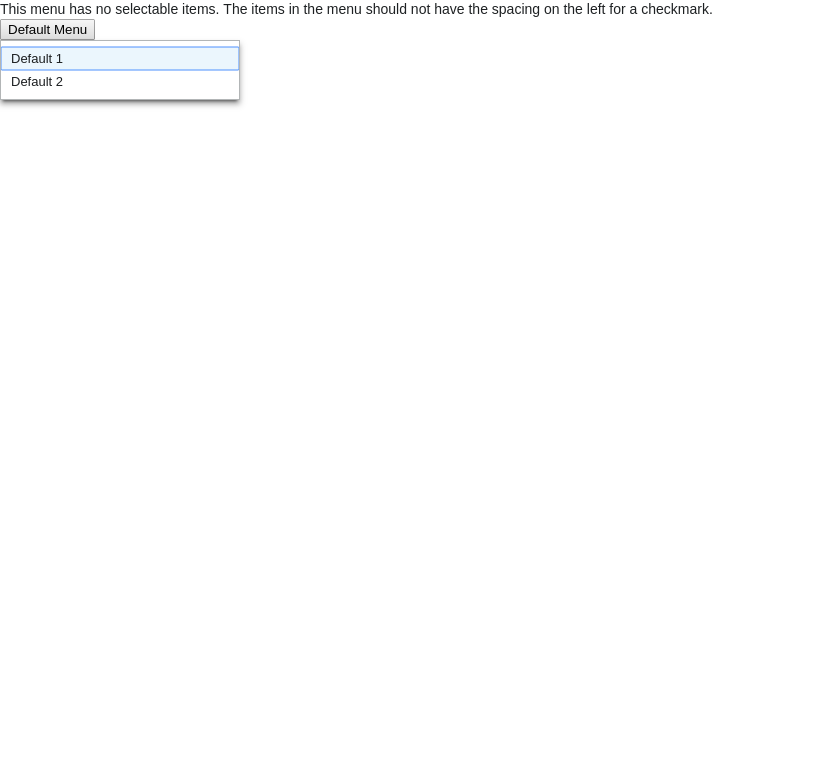 This menu has no selectable items. The items in the menu should not have the spacing on the left for a checkmark.
Default Menu
Default 1
Default 2